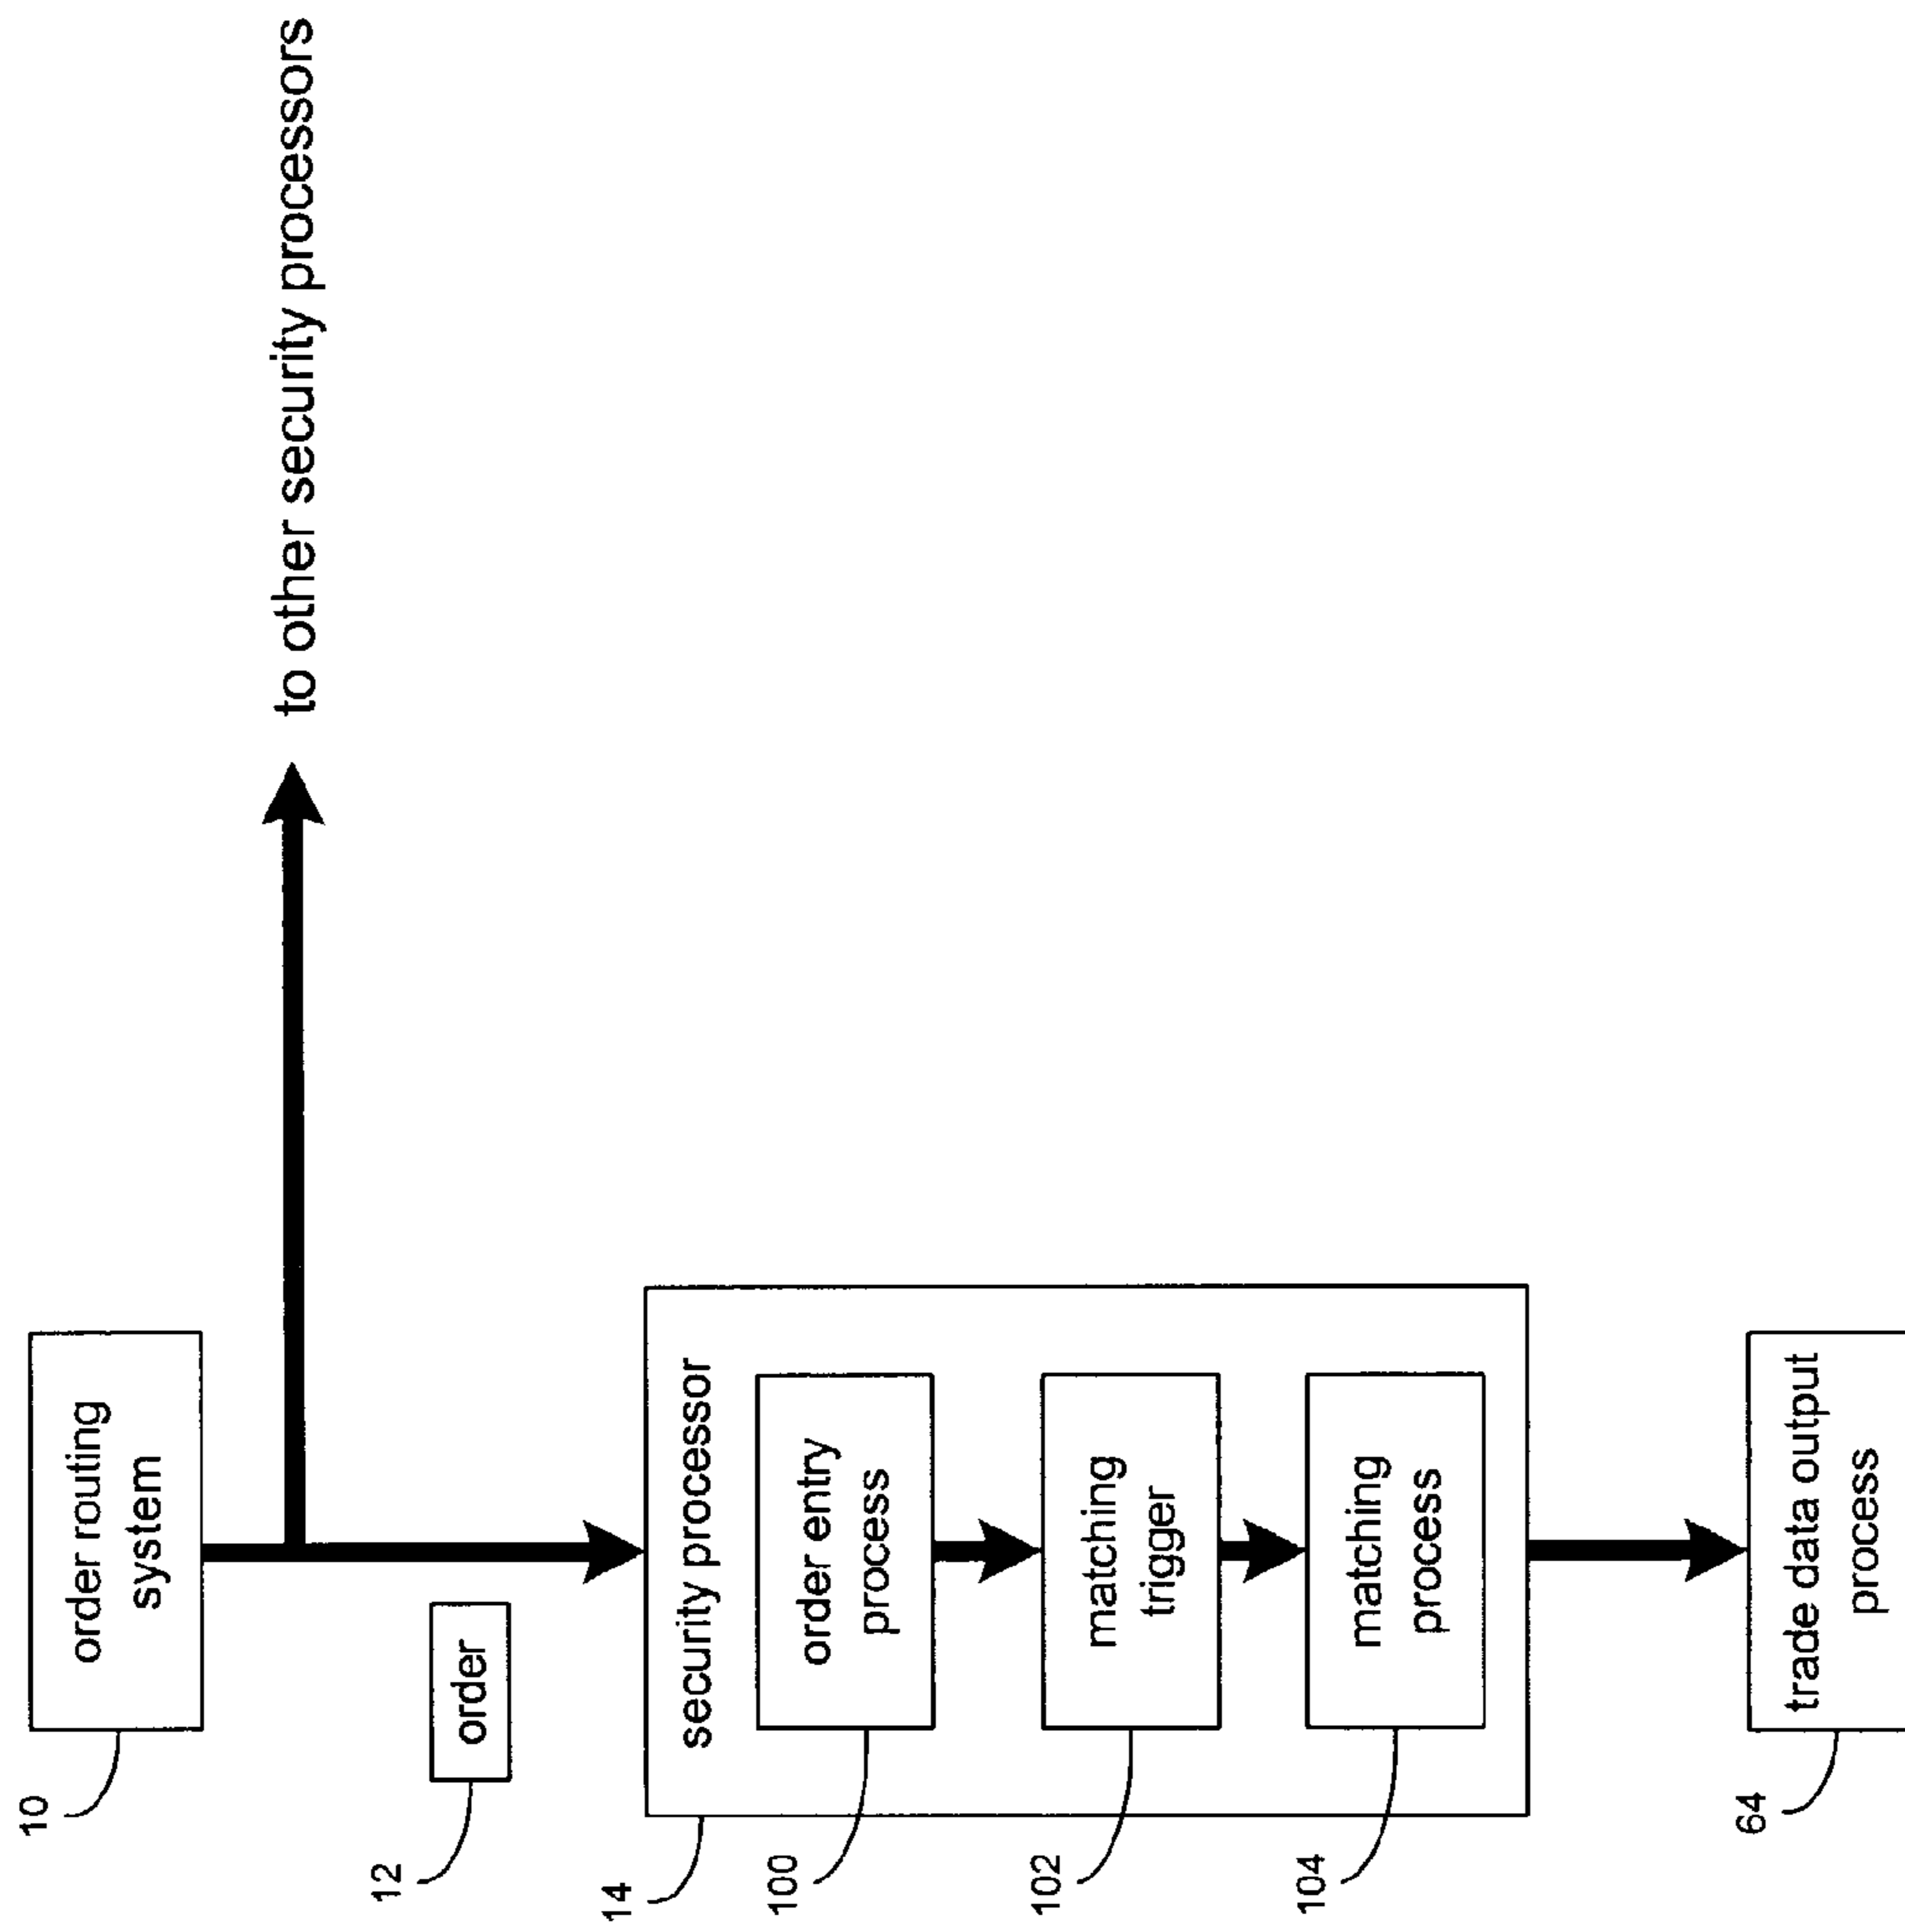 10
order routing
system
to other security processors
12
order
14
security processor
100
order entry
process
102
matching
trigger
104
matching
process
64
trade data output
process